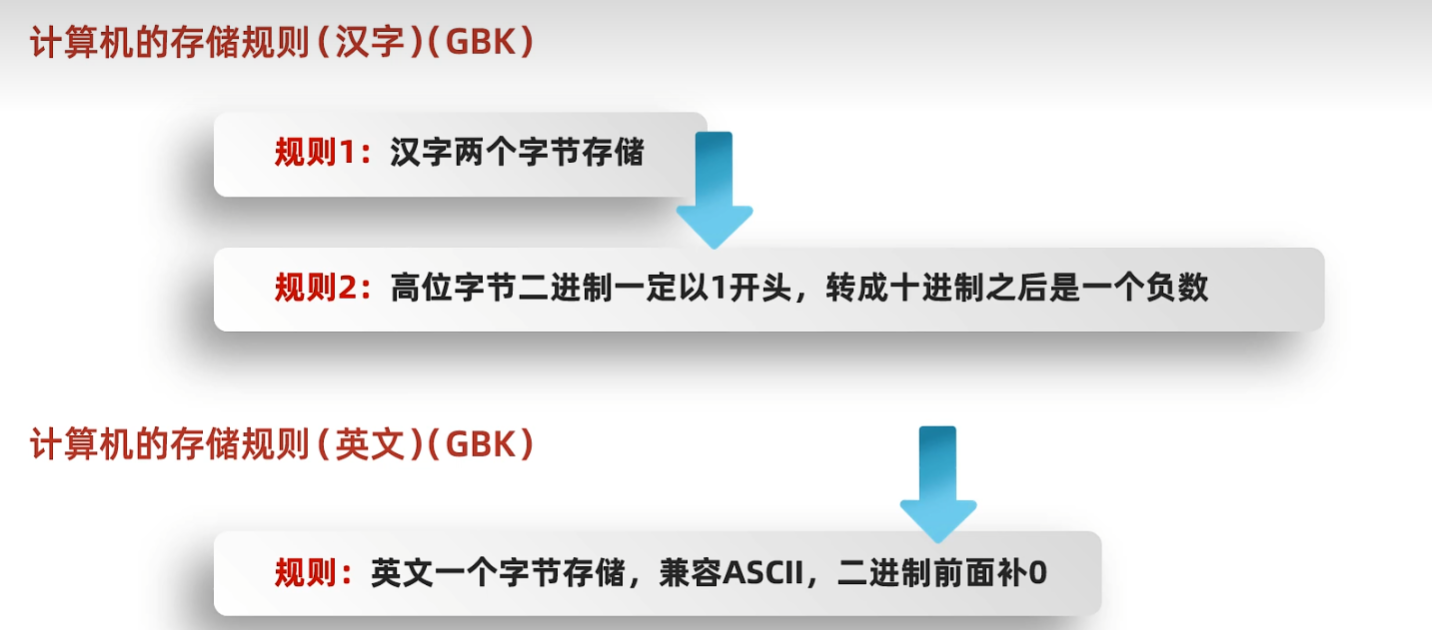 计算机的存储规则(汉字)(GBK)
规则1：汉字两个字节存储
规则2：高位字节二进制一定以1开头，转成十进制之后是一个负数
计算机的存储规则(英文)(GBK)
规则：英文一个字节存储，兼容ASCII，二进制前面补0